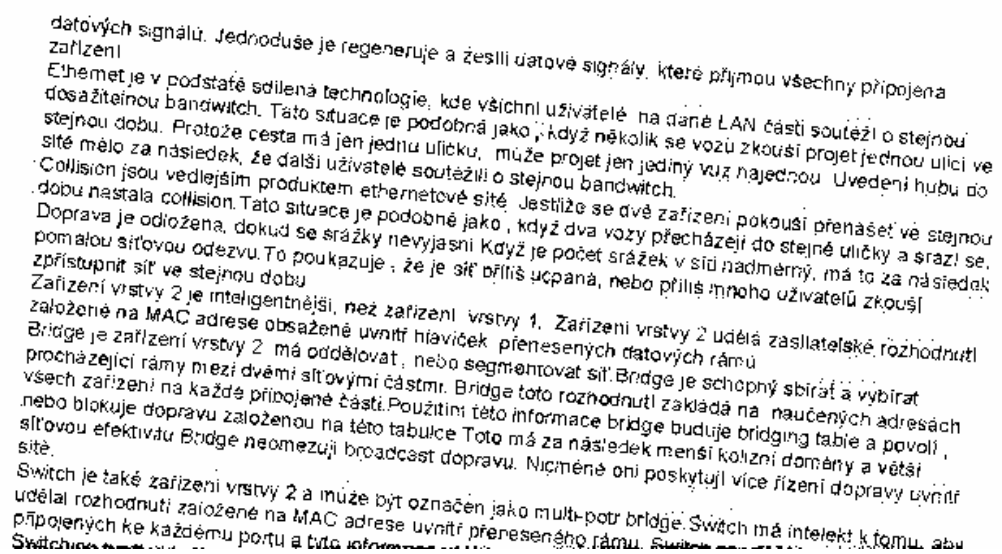 datových signálů. Jednoduše je regeneruje a zesílí datové signály, které přijmou všechny připojena
zařízení
Ethernet je v podstatě sdílená technologie, kde všichni uživatelé na dané LAN části soutěží o stejnou
dosažitelnou bandwitch. Tato situace je podobná jako , když několik se vozů zkouší projet jednou ulicí ve
stejnou dobu. Protože cesta má jen jednu uličku, může projet jen jediný vuz najednou Uvedení hubu do
sítě mělo za následek, že další uživatelé soutěžili o stejnou bandwitch.
Collision jsou vedlejším produktem ethernetové sítě. Jestliže se dvě zařízení pokouší přenášet ve stejnou
dobu nastala collision. Tato situace je podobné jako , když dva vozy přecházejí do stejné uličky a srazí se.
Doprava je odložena, dokud se srážky nevyjasní Když je počet srážek v síti nadměrný, má to za následek
pomalou síťovou odezvu. To poukazuje , že je síť příliš ucpaná, nebo příliš mnoho uživatelů zkouší
zpřístupnit síť ve stejnou dobu
Zařízení vrstvy 2 je inteligentnější, než zařízení vrstvy 1. Zařízení vrstvy 2 udělá zasílatelské rozhodnutí
založené na MAC adrese obsažené uvnitř hlaviček přenesených datových rámů
Bridge je zařízení vrstvy 2 má oddělovat , nebo segmentovat síť. Bridge je schopný sbírat a vybírat
procházející rámy mezi dvěmi síťovými částmi. Bridge toto rozhodnutí zakládá na naučených adresách
všech zařízení na každé připojené části. Použitím této informace bridge buduje bridging table a povolí ,
nebo blokuje dopravu založenou na této tabulce Toto má za následek menší kolizní domény a větší
síťovou efektivitu Bridge neomezují broadcast dopravu. Nicméně oni poskytují více řízení dopravy uvnitř
sítě.
Switch je také zařízení vrstvy 2 a může být označen jako multi-potr bridge. Switch má intelekt k tomu, aby
udělal rozhodnutí založené na MAC adrese uvnitř přeneseného rámu.
připojených ke každému portu a tyto